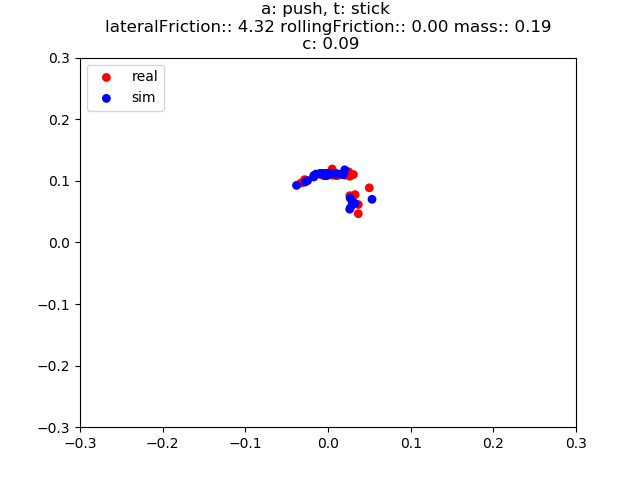 a: push, t: stick
lateralFriction:: 4.32 rollingFriction:: 0.00 mass:: 0.19
c: 0.09
real
sim
0.3
0.2
0.1
0.0
−0.1
−0.2
−0.3
−0.3 −0.2 −0.1 0.0 0.1 0.2 0.3